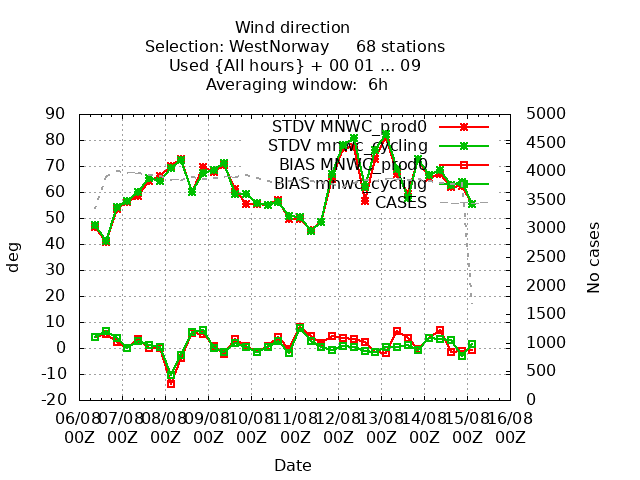 Wind direction
Selection: WestNorway 68 stations
Used {All hours} + 00 01 ... 09
Averaging window: 6h
90
80
70
60
50
40
30
20
10
0
-10
-20
deg
5000
4500
4000
3500
3000
2500
2000
1500
1000
500
0
No cases
STDV MNWC_prod0
STDV mnwc_cycling
BIAS MNWC_prod0
BIAS mnwc_cycling
CASES
06/08 07/08 08/08 09/08 10/08 11/08 12/08 13/08 14/08 15/08 16/08
00Z 00Z 00Z 00Z 00Z 00Z 00Z 00Z 00Z 00Z 00Z
Date